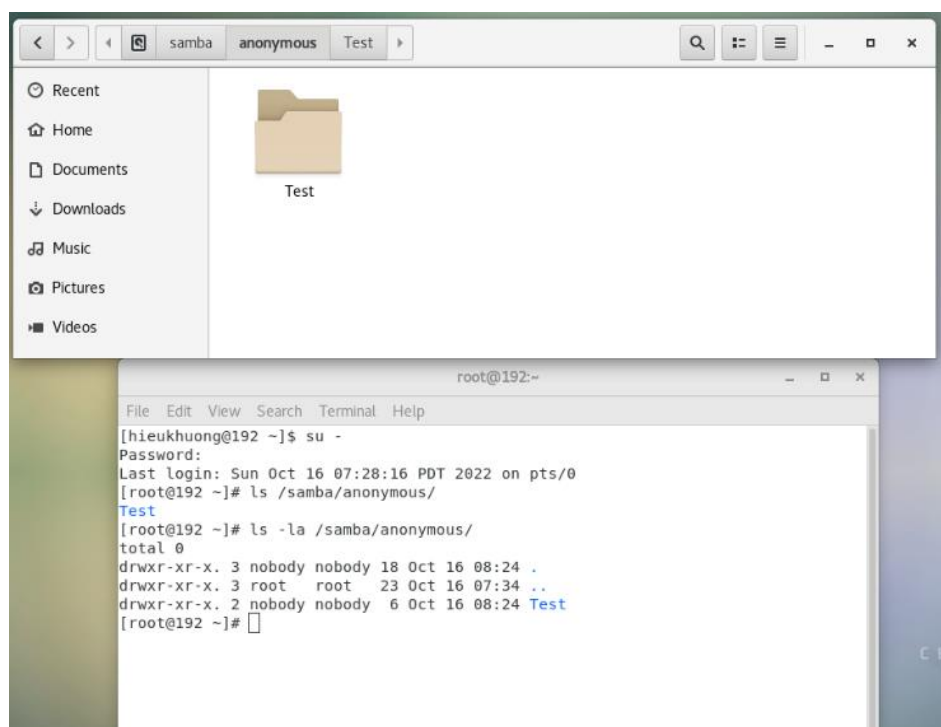 samba anonymous Test
Recent
Home
Documents
Downloads
Music
Pictures
Videos
Test
root@192:~
File Edit View Search Terminal Help
[hieukhuong@192 ~]$ su -
Password:
Last login: Sun Oct 16 07:28:16 PDT 2022 on pts/0
[root@192 ~]# ls /samba/anonymous/
Test
[root@192 ~]# ls -la /samba/anonymous/
total 0
drwxr-xr-x. 3 nobody nobody 18 Oct 16 08:24 .
drwxr-xr-x. 3 root   root   23 Oct 16 07:34 ..
drwxr-xr-x. 2 nobody nobody  6 Oct 16 08:24 Test
[root@192 ~]#